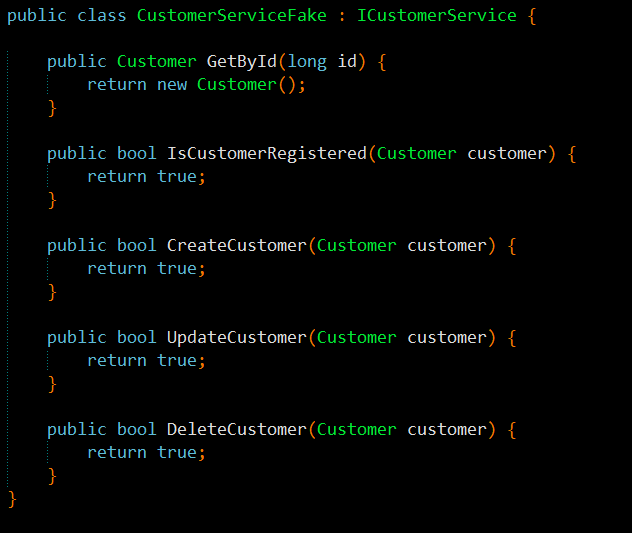 public class CustomerServiceFake : ICustomerService {
public Customer GetById(long id) {
return new Customer();
}
public bool IsCustomerRegistered(Customer customer) {
return true;
}
public bool CreateCustomer(Customer customer) {
return true;
}
public bool UpdateCustomer(Customer customer) {
return true;
}
public bool DeleteCustomer(Customer customer) {
return true;
}
}